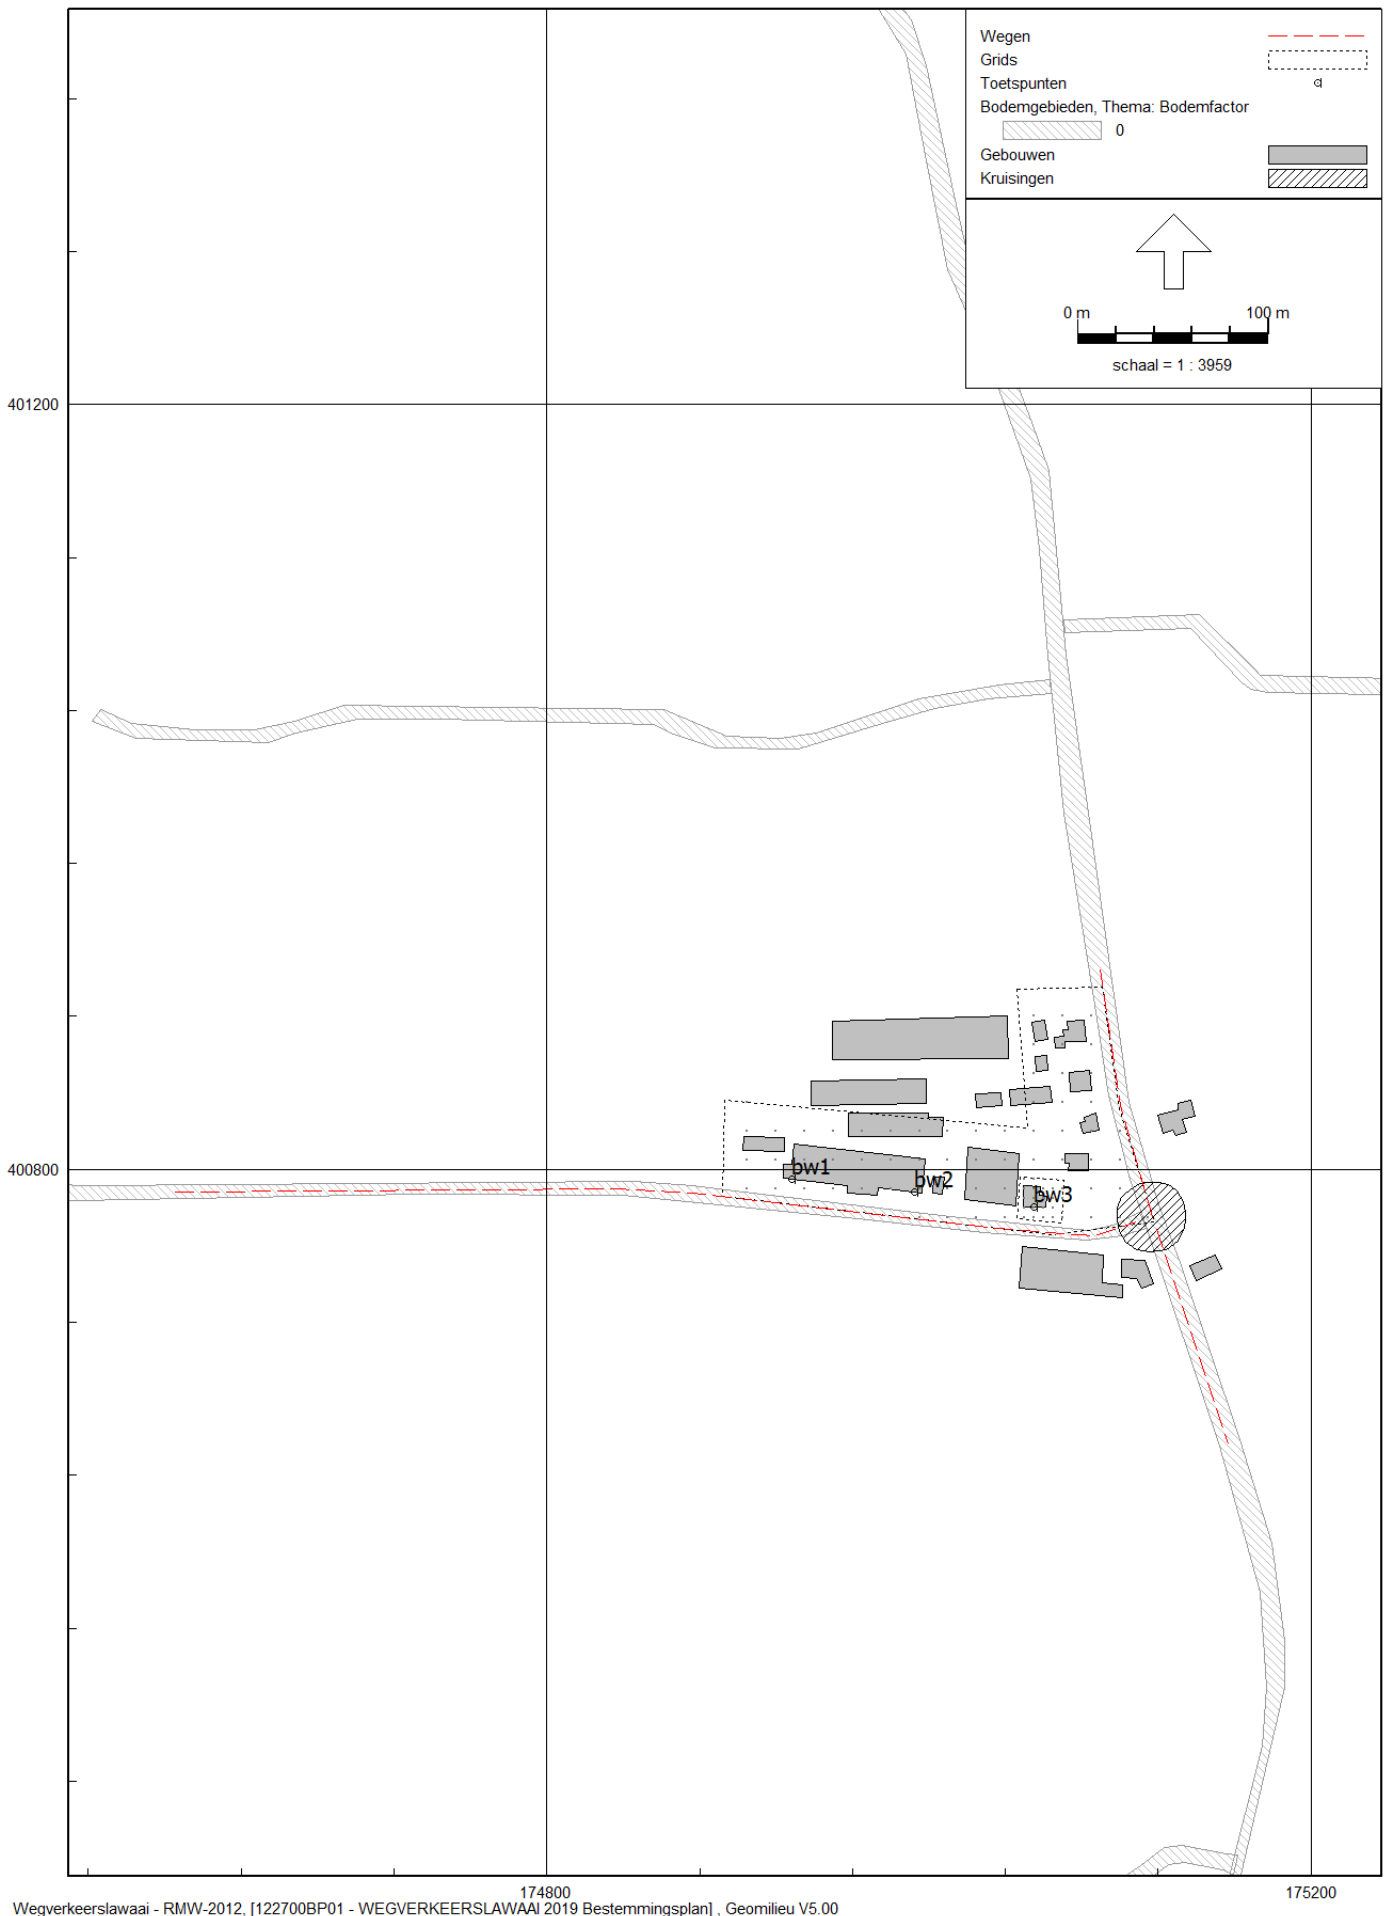 Wegen
Grids
Toetspunten
Bodemgebieden, Thema: Bodemfactor
0
Gebouwen
Kruisingen
0 m 100 m
schaal = 1 : 3959
401200
400800
bw1
bw2
bw3
174800 175200
Wegverkeerslawaai - RMW-2012, [122700BP01 - WEGVERKEERSLAWAAI 2019 Bestemmingsplan] , Geomilieu V5.00